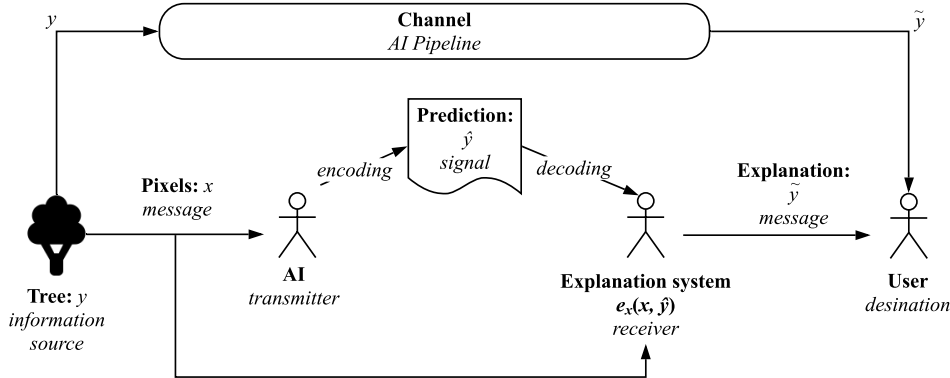 y
Channel
AI Pipeline
ỹ
Prediction:
ŷ
signal
encoding
decoding
Pixels: x
message
Explanation:
ỹ
message
AI
transmitter
Explanation system
eₓ(x, ŷ)
receiver
User
desination
Tree: y
information
source